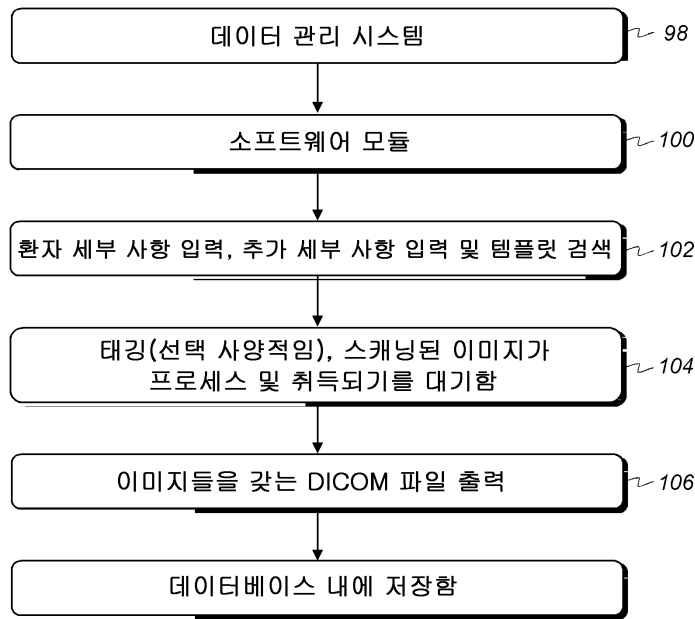 데이터 관리 시스템 98
소프트웨어 모듈 100
환자 세부 사항 입력, 추가 세부 사항 입력 및 템플릿 검색 102
태깅(선택 사양적임), 스캐닝된 이미지가
프로세스 및 취득되기를 대기함 104
이미지들을 갖는 DICOM 파일 출력 106
데이터베이스 내에 저장함